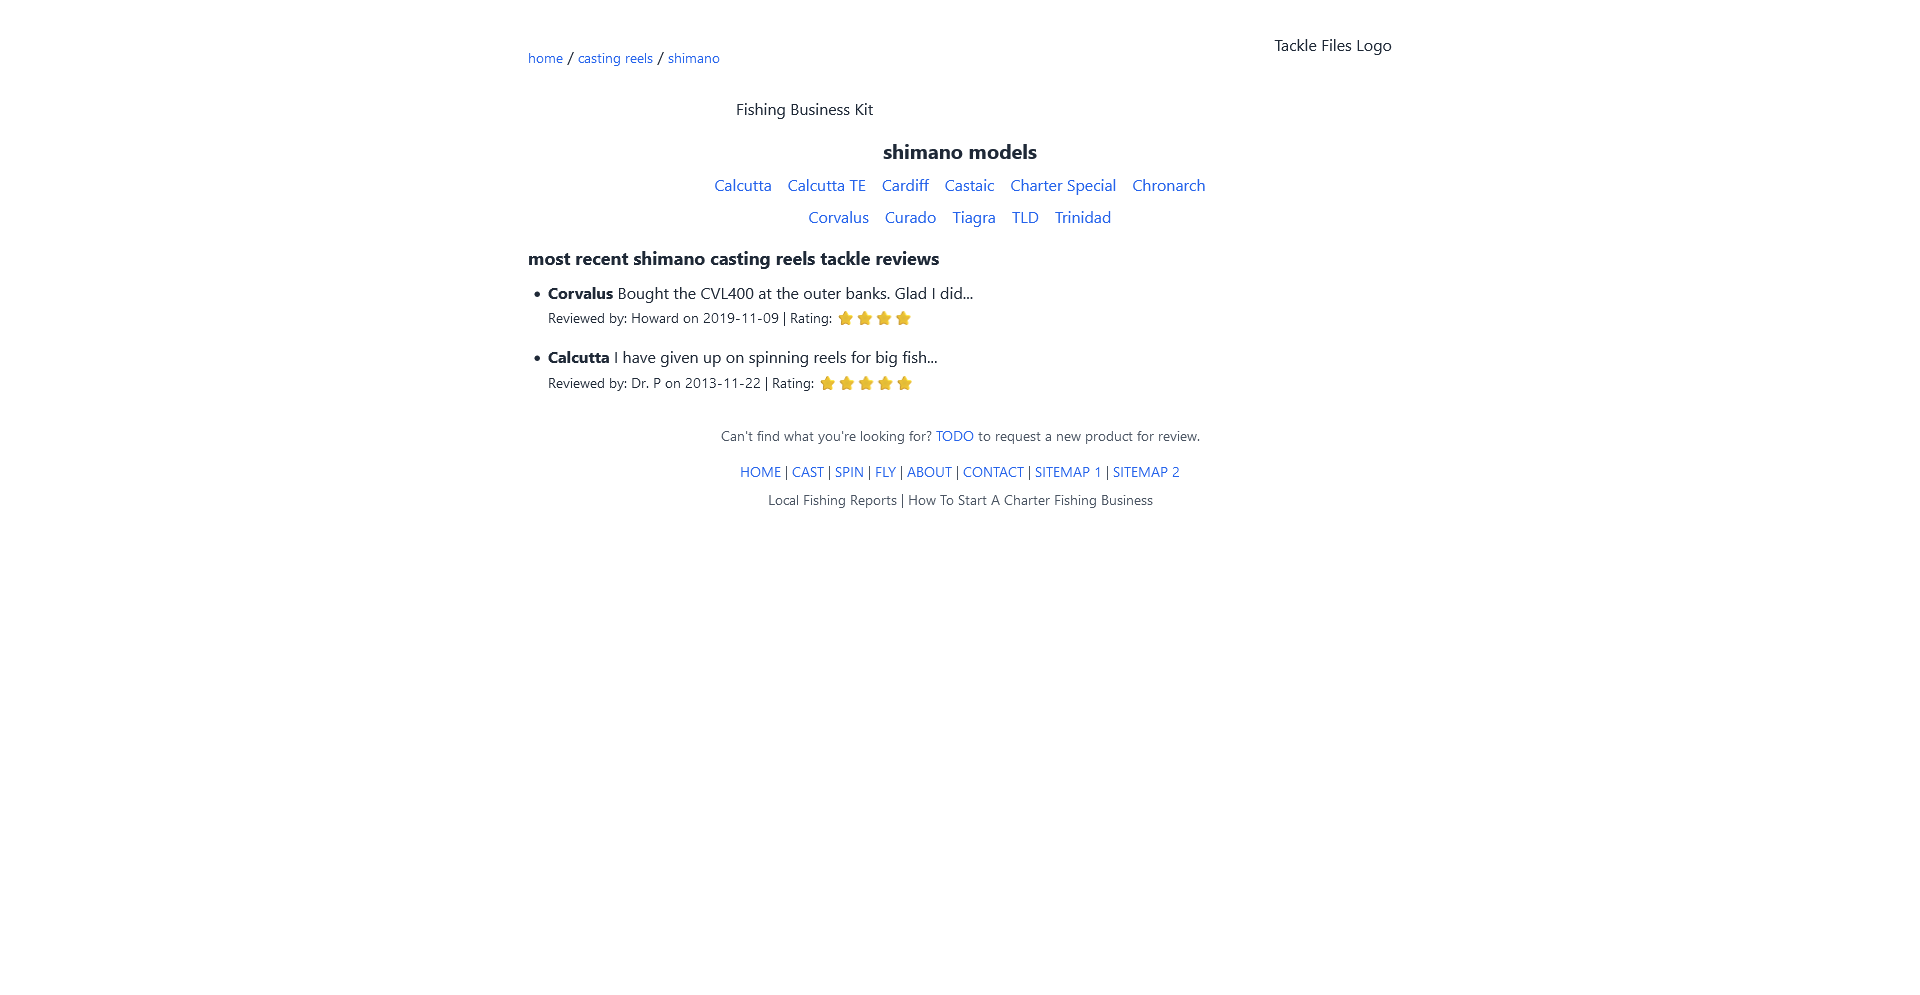 home / casting reels / shimano
Tackle Files Logo
Fishing Business Kit
shimano models
Calcutta Calcutta TE Cardiff Castaic Charter Special Chronarch
Corvalus Curado Tiagra TLD Trinidad
most recent shimano casting reels tackle reviews
• Corvalus Bought the CVL400 at the outer banks. Glad I did...
Reviewed by: Howard on 2019-11-09 | Rating: ⭐⭐⭐⭐
• Calcutta I have given up on spinning reels for big fish...
Reviewed by: Dr. P on 2013-11-22 | Rating: ⭐⭐⭐⭐⭐
Can't find what you're looking for? TODO to request a new product for review.
HOME | CAST | SPIN | FLY | ABOUT | CONTACT | SITEMAP 1 | SITEMAP 2
Local Fishing Reports | How To Start A Charter Fishing Business